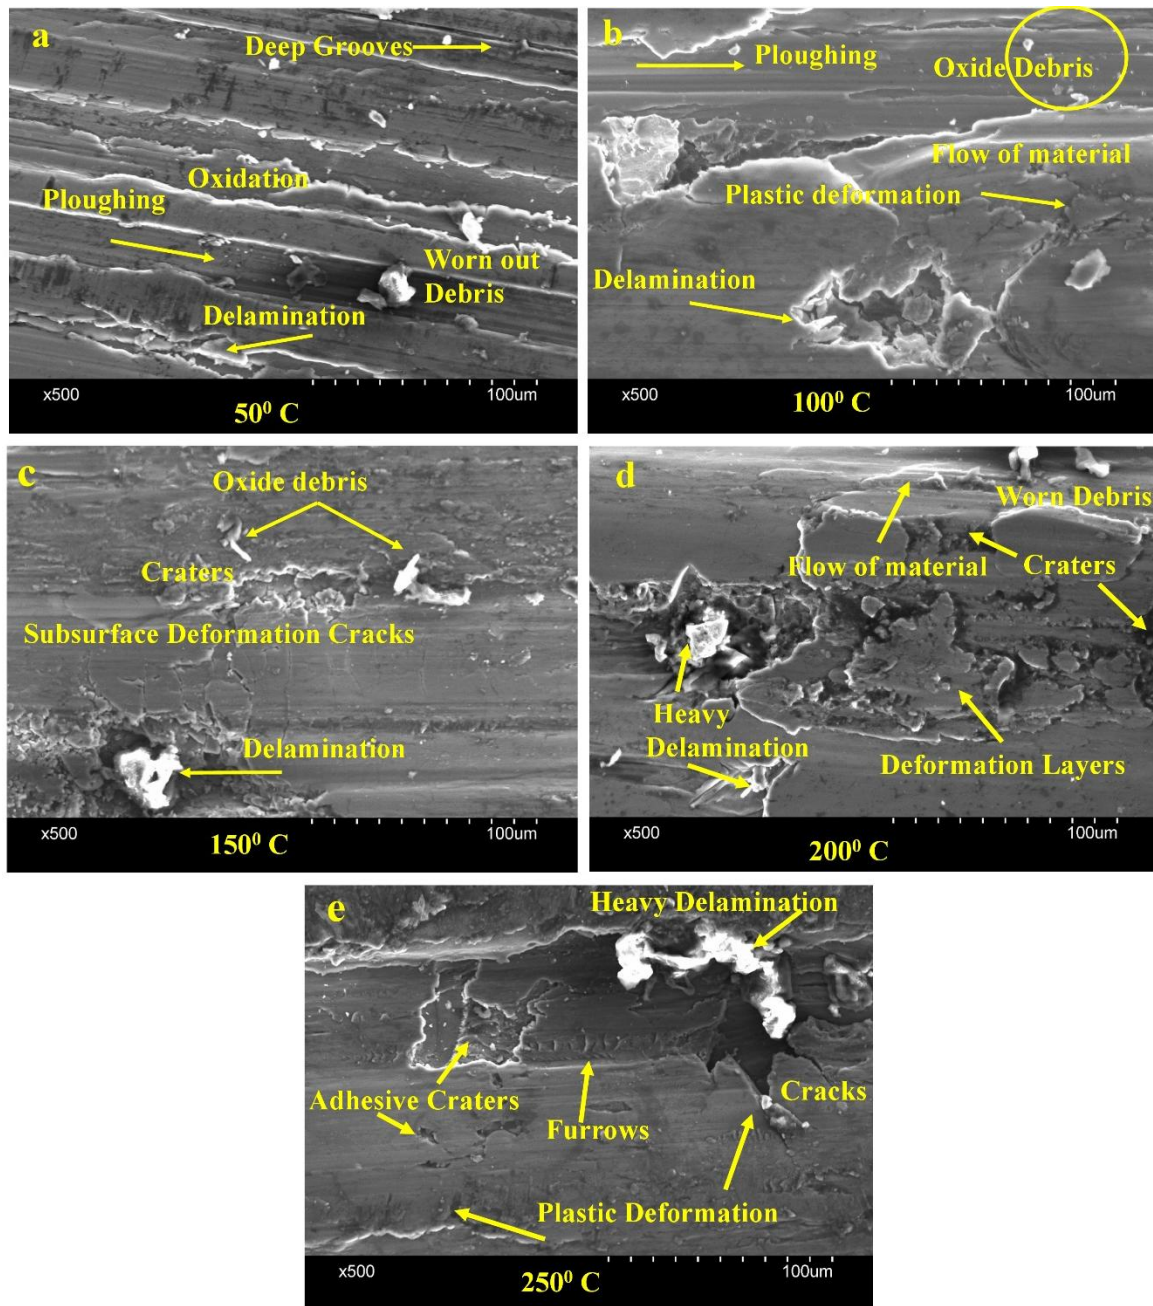 a
Deep Grooves
Oxidation
Ploughing
Worn out
Debris
Delamination
x500
100um
50⁰ C
b
Ploughing
Oxide Debris
Flow of material
Plastic deformation
Delamination
x500
100um
100⁰ C
c
Oxide debris
Craters
Subsurface Deformation Cracks
Delamination
x500
100um
150⁰ C
d
Worn Debris
Flow of material
Craters
Heavy
Delamination
Deformation Layers
x500
100um
200⁰ C
e
Heavy Delamination
Adhesive Craters
Cracks
Furrows
Plastic Deformation
x500
100um
250⁰ C